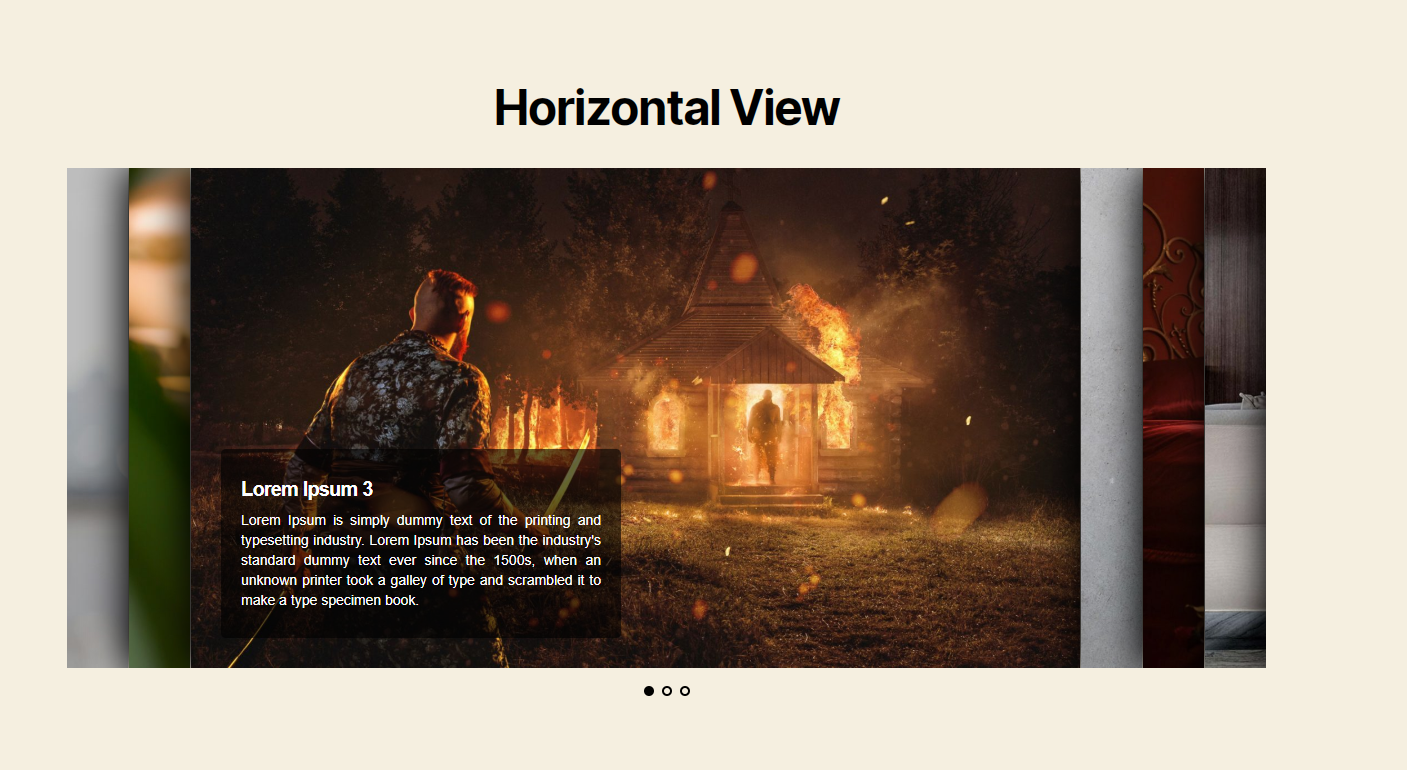 Horizontal View
Lorem Ipsum 3
Lorem Ipsum is simply dummy text of the printing and
typesetting industry. Lorem Ipsum has been the industry's
standard dummy text ever since the 1500s, when an
unknown printer took a galley of type and scrambled it to
make a type specimen book.